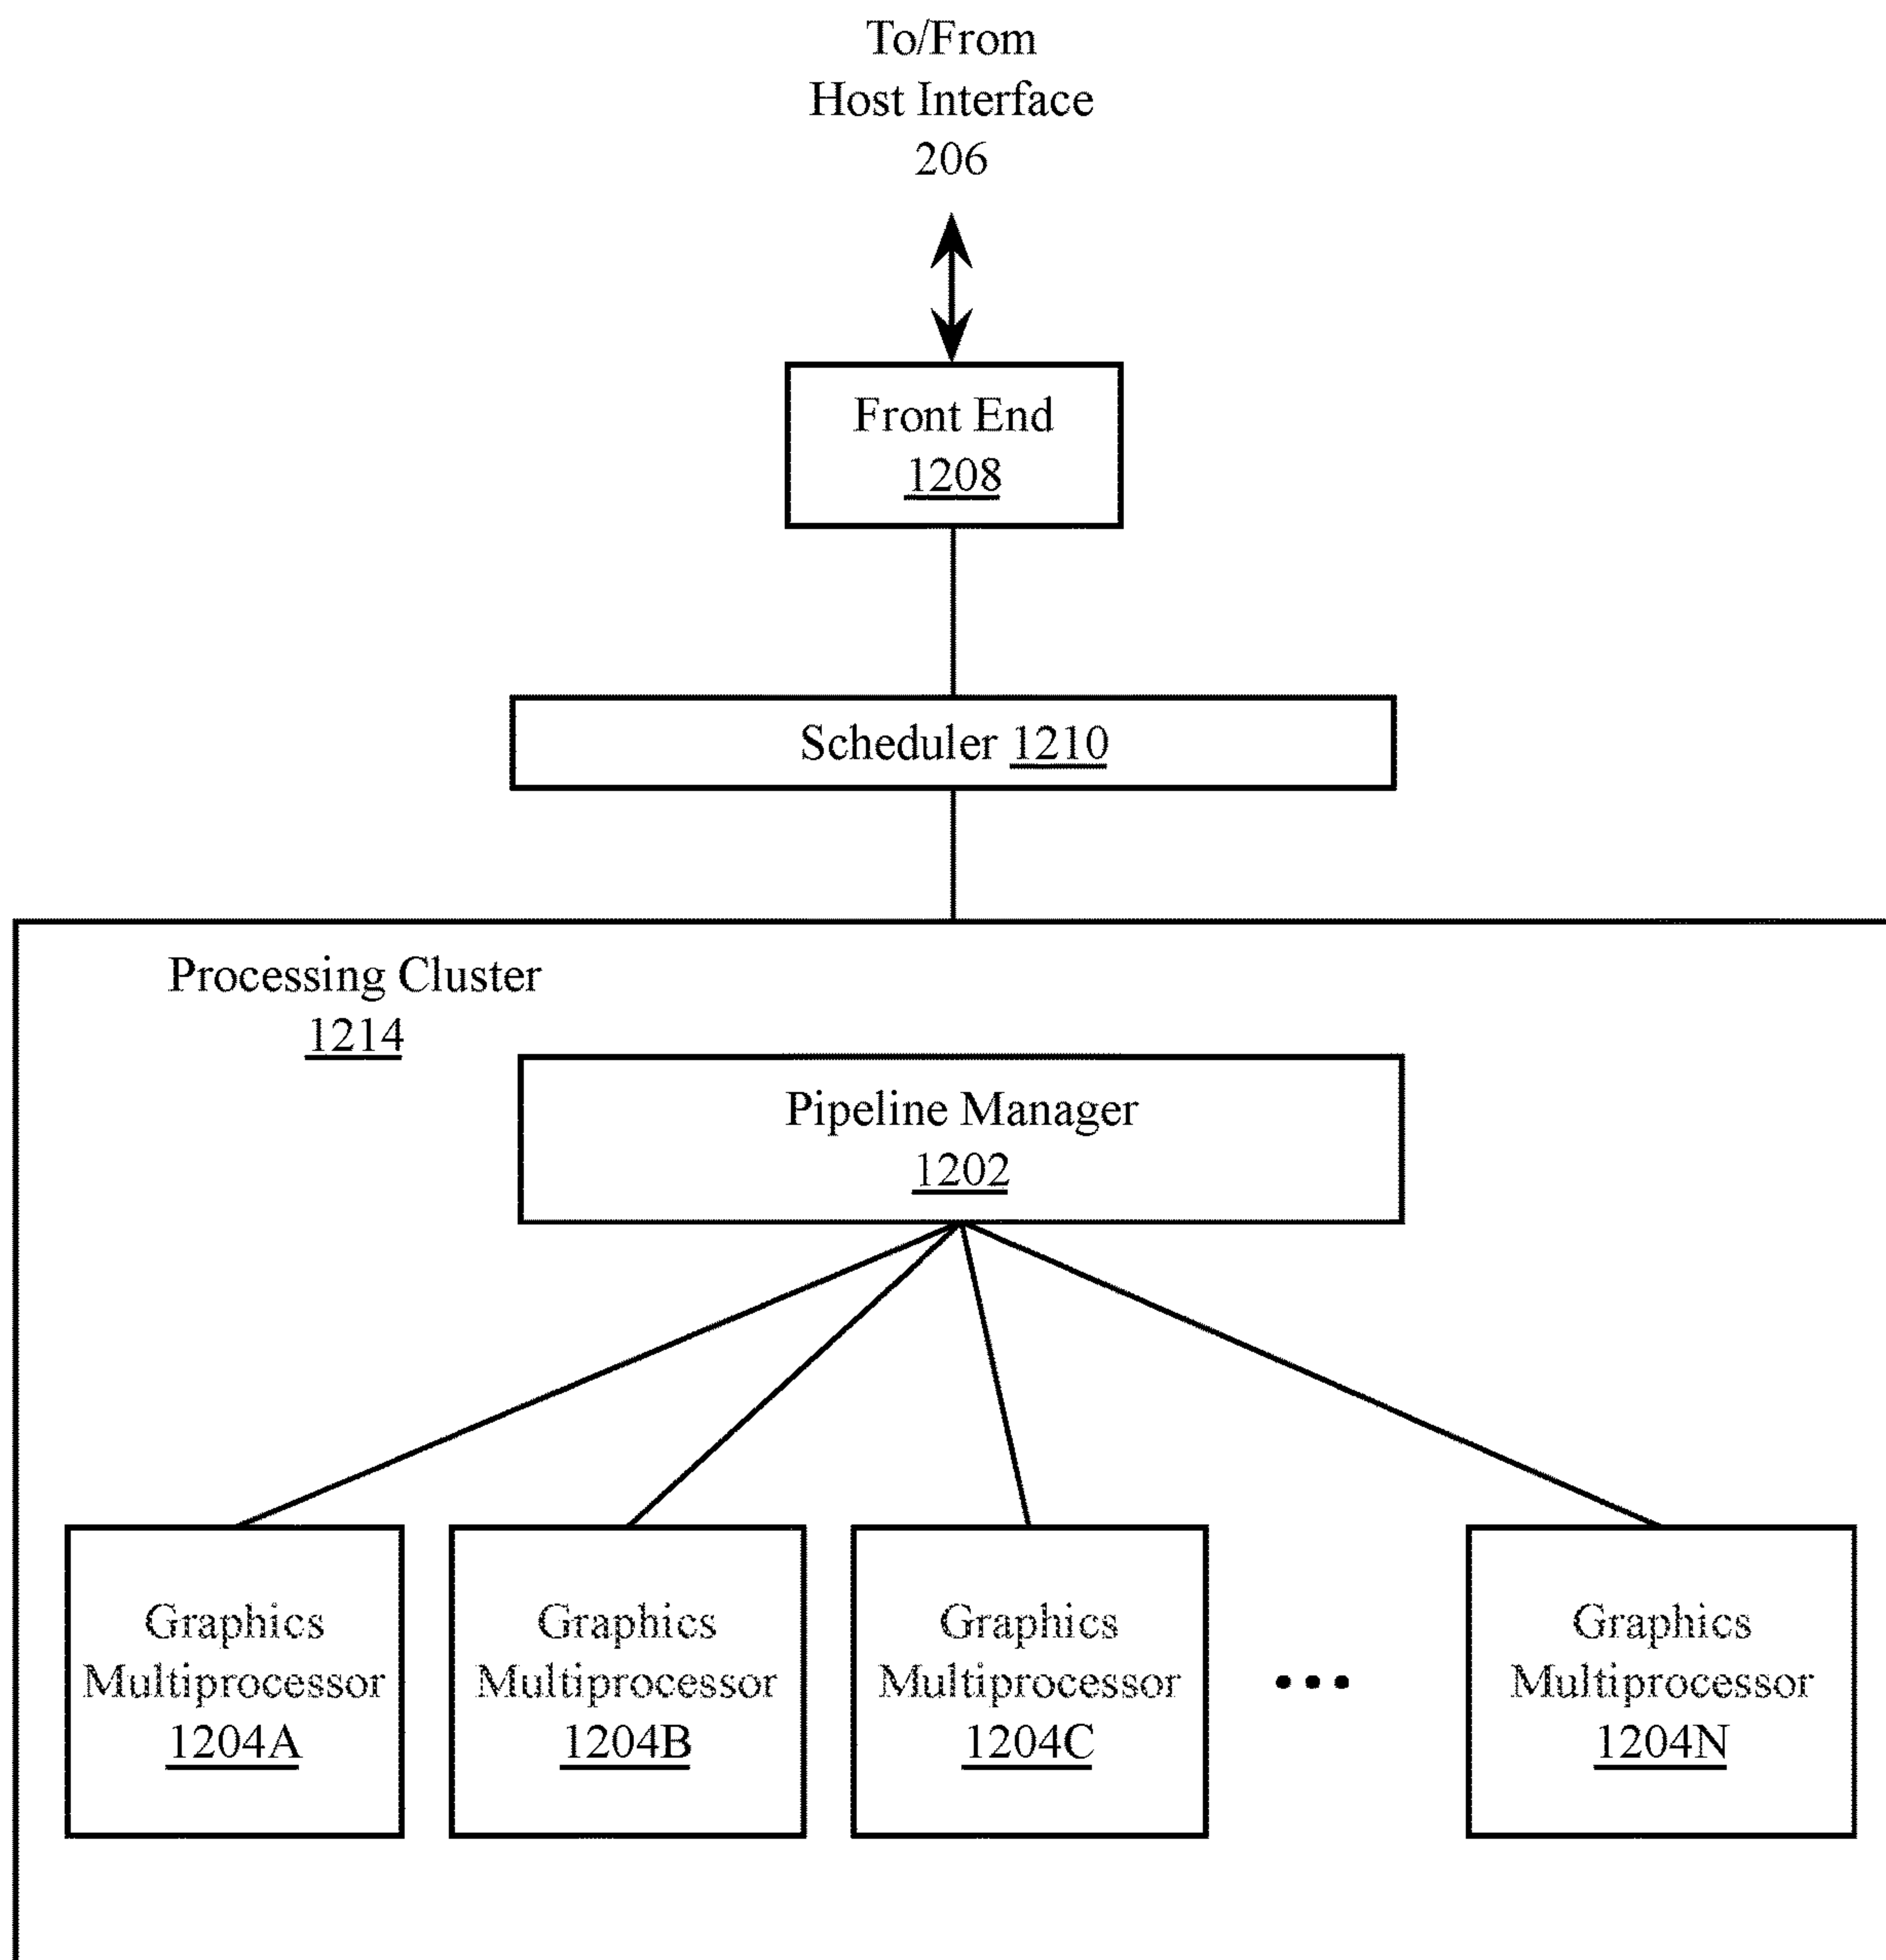 To/From
Host Interface
206
Front End
1208
Scheduler 1210
Processing Cluster
1214
Pipeline Manager
1202
Graphics
Multiprocessor
1204A
Graphics
Multiprocessor
1204B
Graphics
Multiprocessor
1204C
•••
Graphics
Multiprocessor
1204N